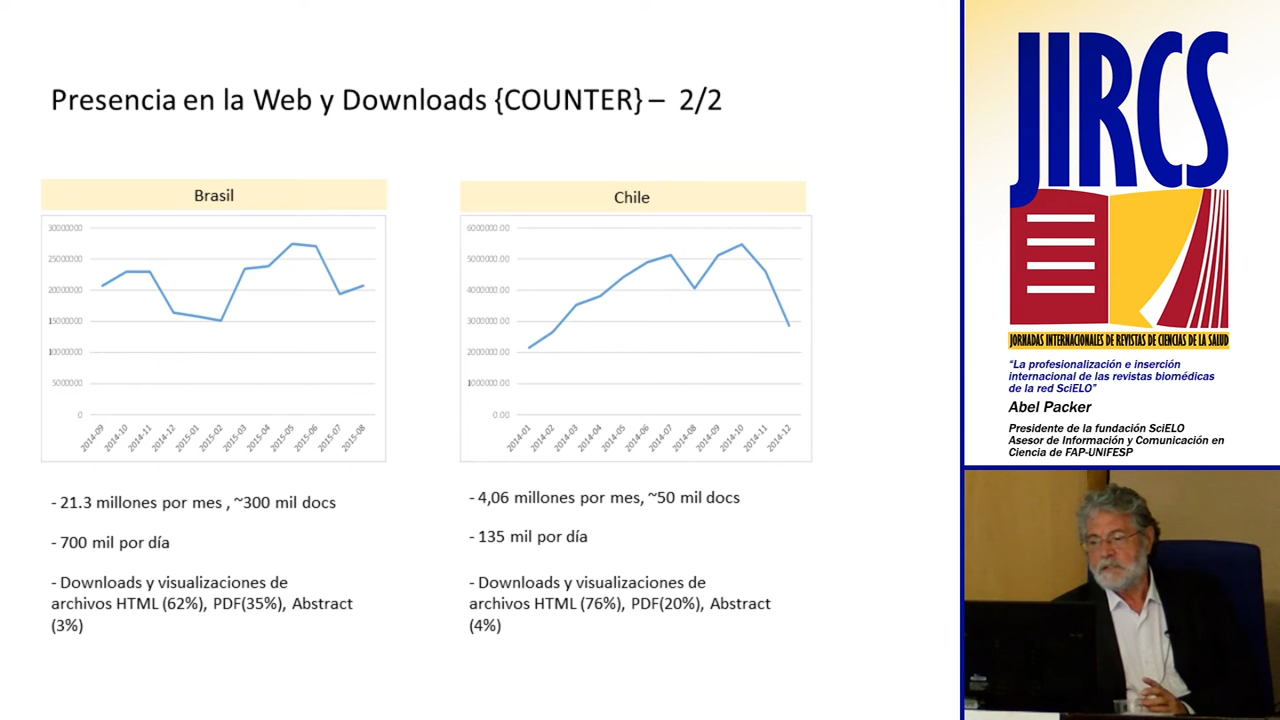 Presencia en la Web y Downloads {COUNTER} – 2/2
Brasil
30000000
25000000
20000000
15000000
10000000
5000000
0
2014-09
2014-10
2014-11
2014-12
2015-01
2015-02
2015-03
2015-04
2015-05
2015-06
2015-07
2015-08
- 21.3 millones por mes , ~300 mil docs
- 700 mil por día
- Downloads y visualizaciones de
archivos HTML (62%), PDF(35%), Abstract
(3%)
Chile
6000000.00
5000000.00
4000000.00
3000000.00
2000000.00
1000000.00
0.00
2014-01
2014-02
2014-03
2014-04
2014-05
2014-06
2014-07
2014-08
2014-09
2014-10
2014-11
2014-12
- 4,06 millones por mes, ~50 mil docs
- 135 mil por día
- Downloads y visualizaciones de
archivos HTML (76%), PDF(20%), Abstract
(4%)
JIRCS
JORNADAS INTERNACIONALES DE REVISTAS DE CIENCIAS DE LA SALUD
“La profesionalización e inserción
internacional de las revistas biomédicas
de la red SciELO”
Abel Packer
Presidente de la fundación SciELO
Asesor de Información y Comunicación en
Ciencia de FAP-UNIFESP